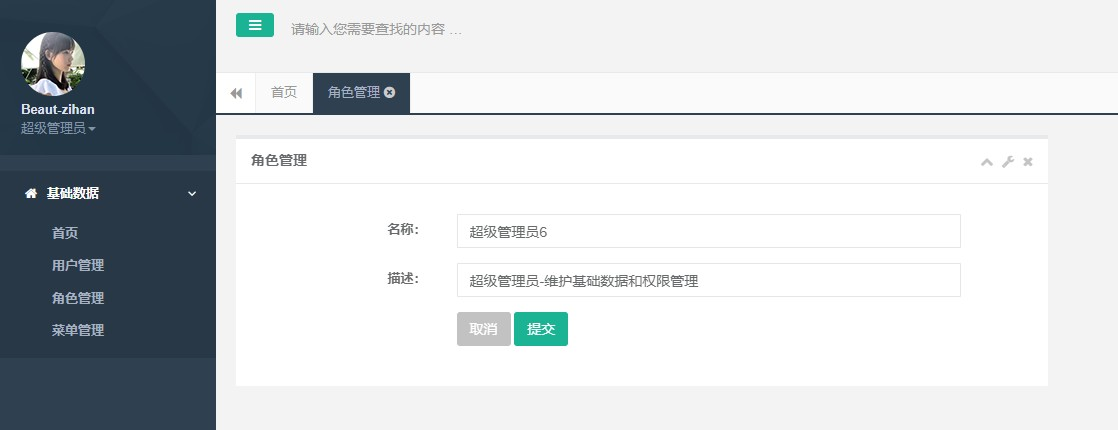 Beaut-zihan
超级管理员
基础数据
首页
用户管理
角色管理
菜单管理
请输入您需要查找的内容 …
首页
角色管理
角色管理
名称:
超级管理员6
描述:
超级管理员-维护基础数据和权限管理
取消 提交